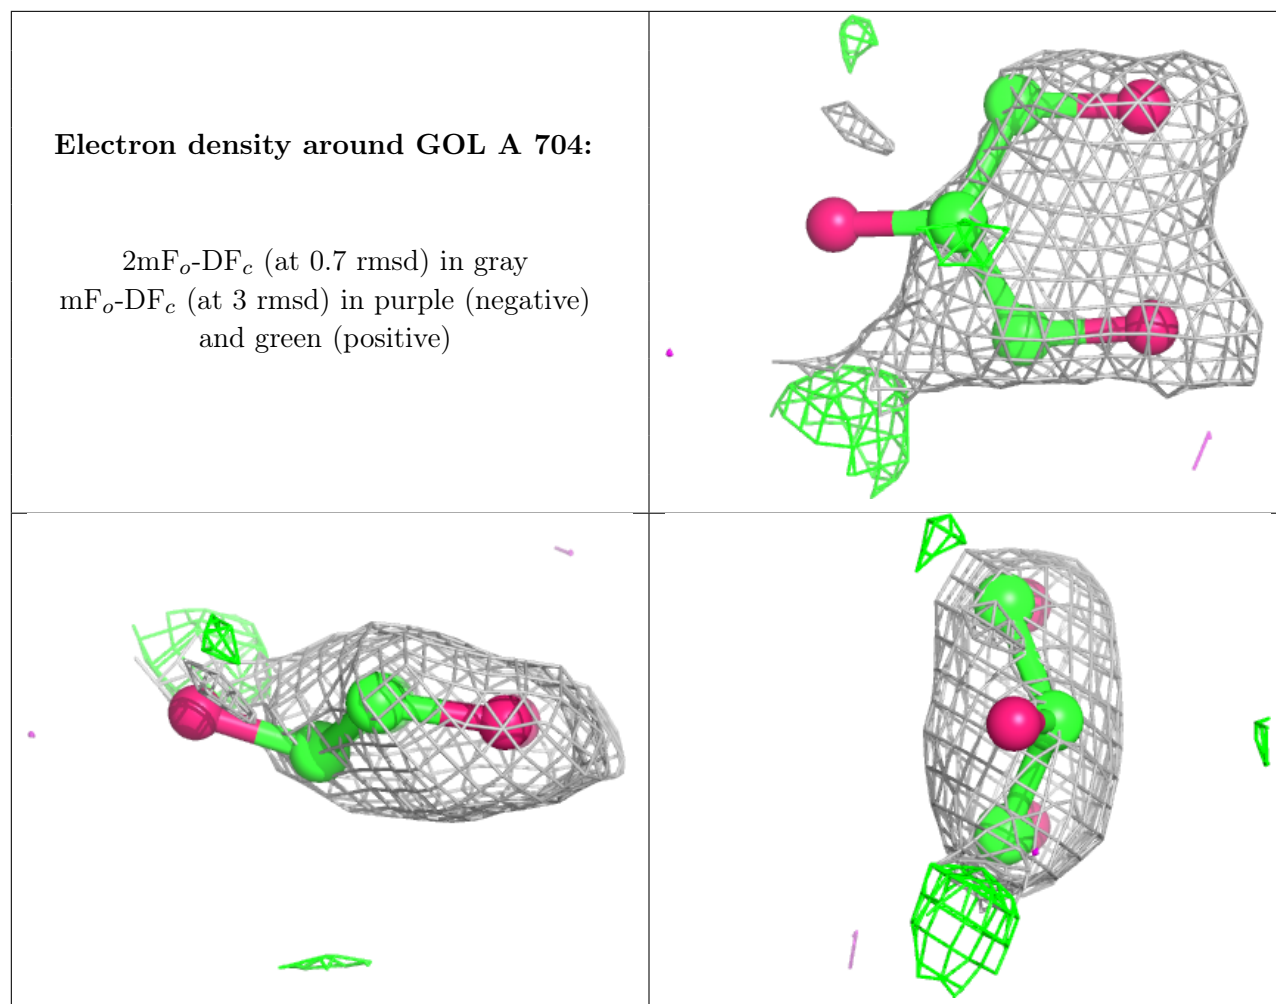 Electron density around GOL A 704:
2mFo-DFc (at 0.7 rmsd) in gray
mFo-DFc (at 3 rmsd) in purple (negative)
and green (positive)